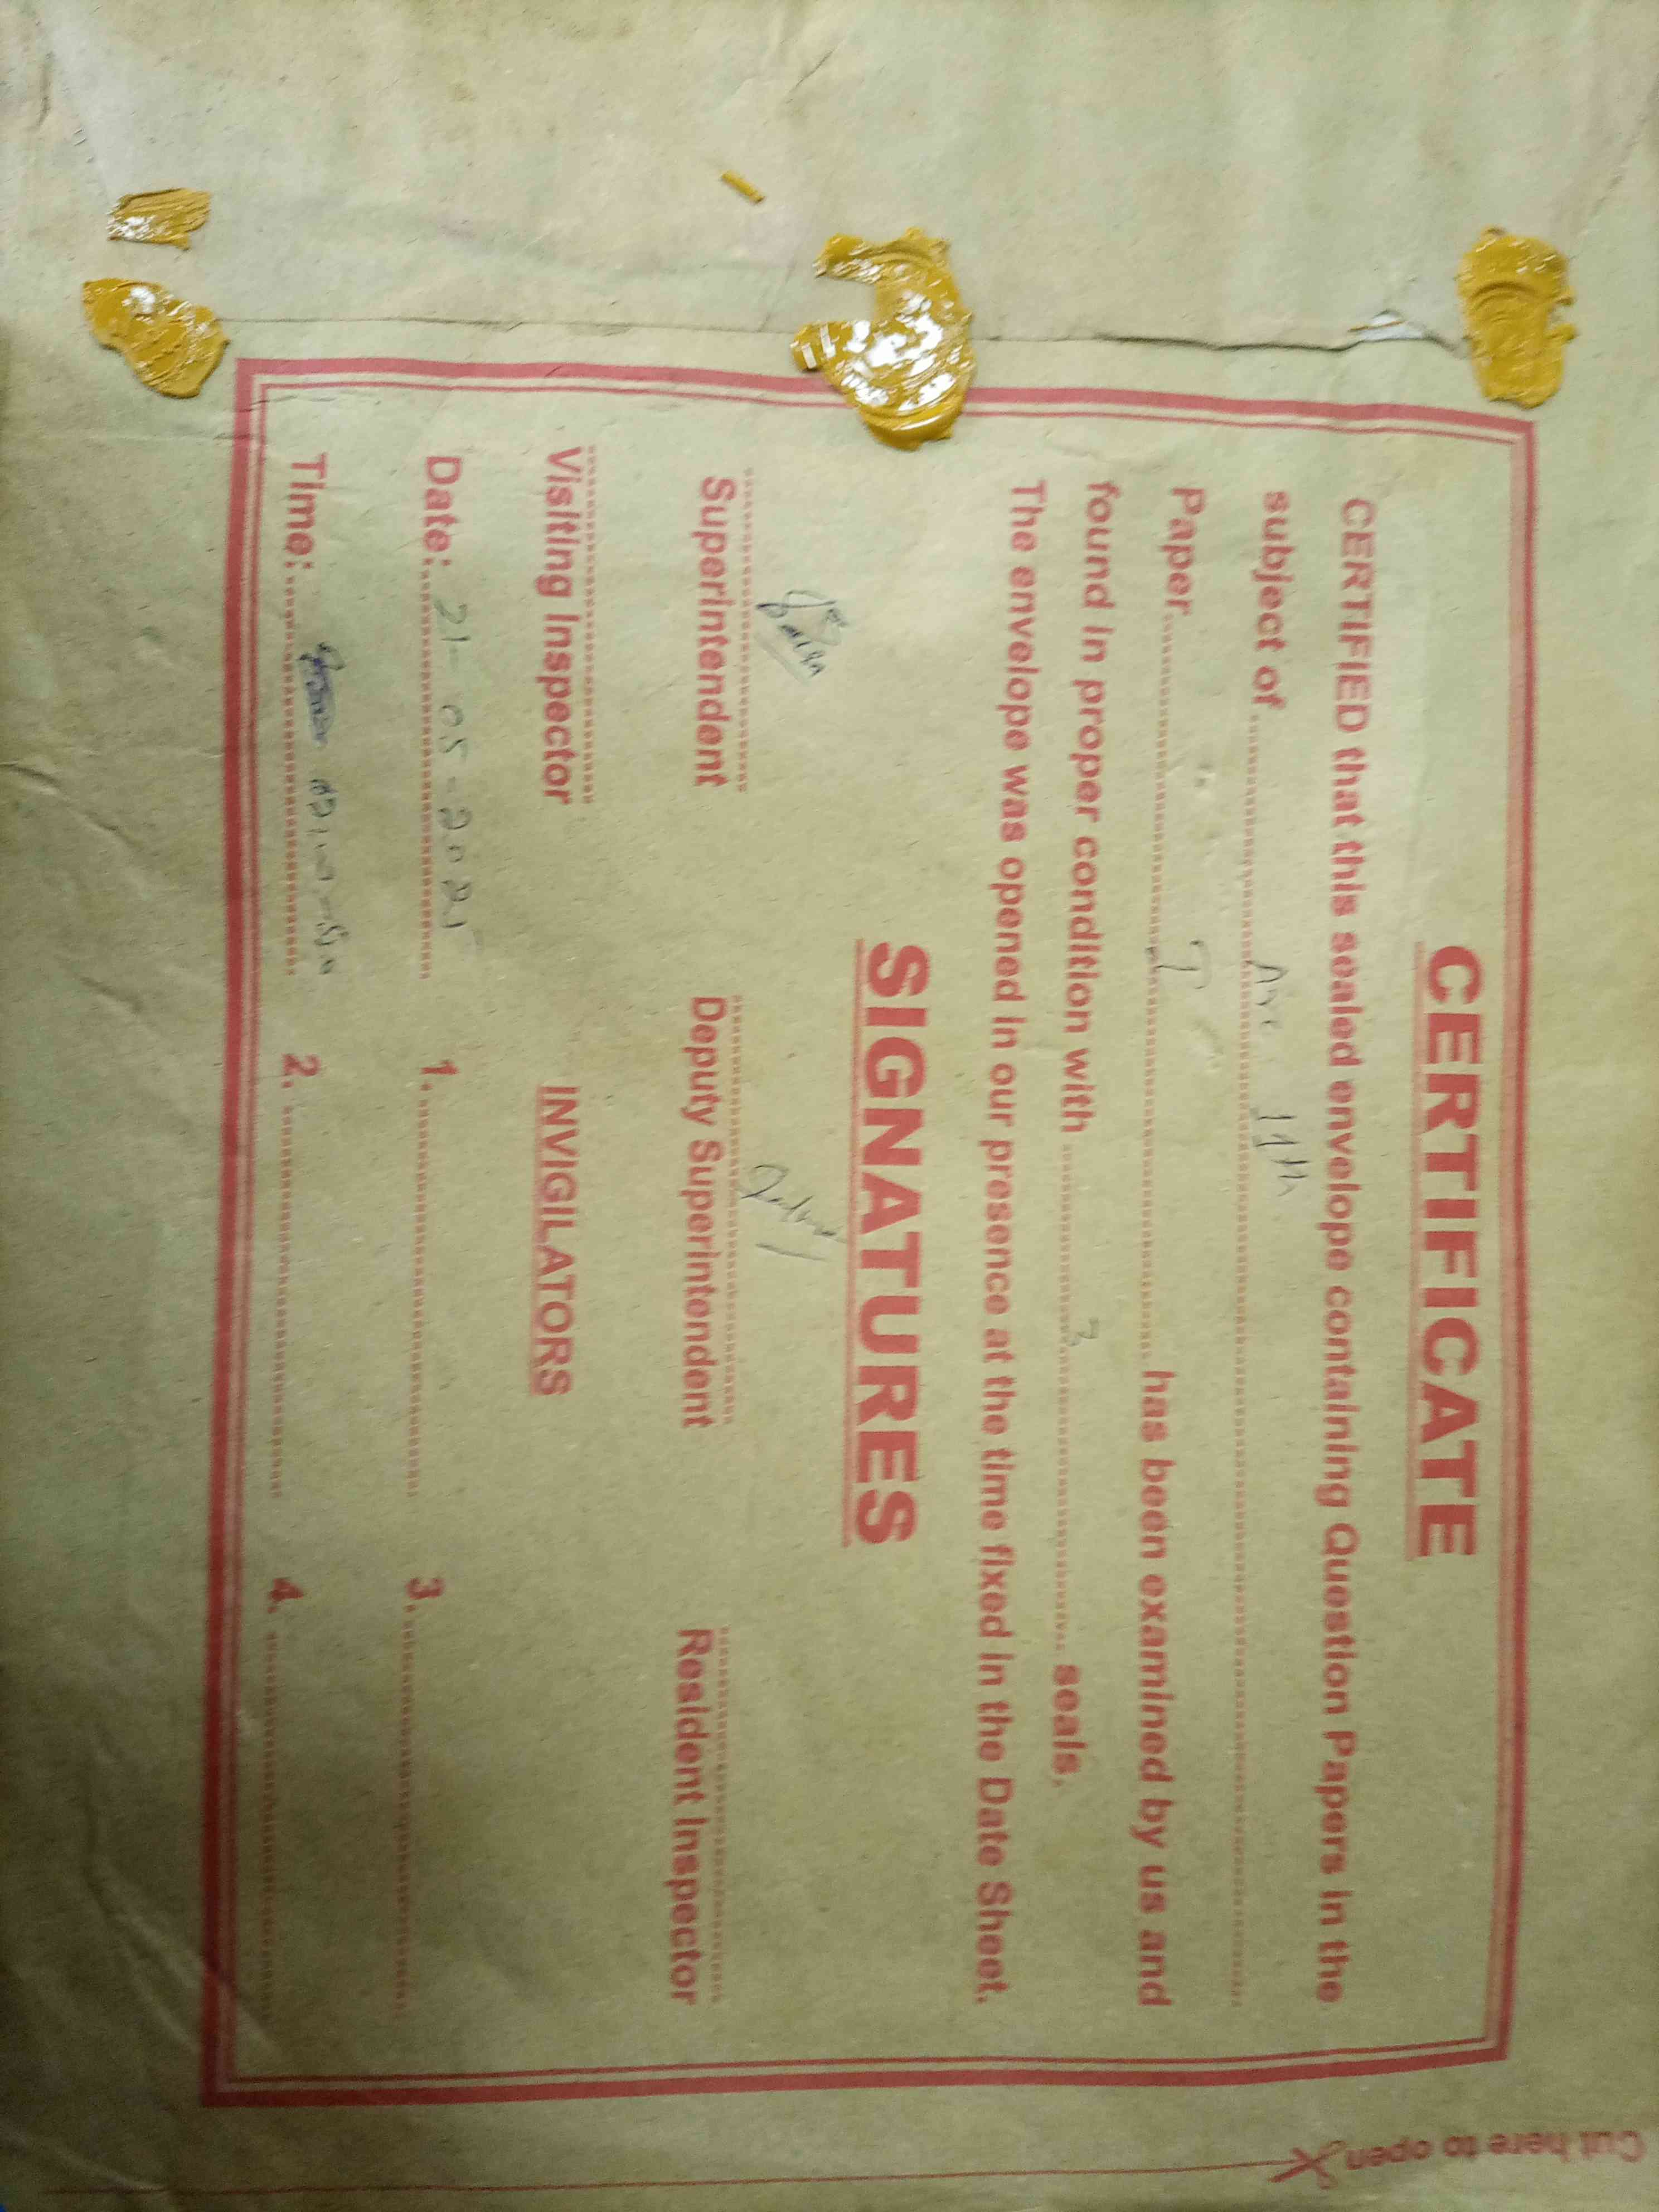 CERTIFICATE
CERTIFIED that this sealed envelope containing Question Papers in the
subject of ........ 11th ........
Paper ........ I ........ has been examined by us and
found in proper condition with ........ 3 ........ seals.
The envelope was opened in our presence at the time fixed in the Date Sheet.
SIGNATURES
Superintendent Deputy Superintendent Resident Inspector
Visiting Inspector INVIGILATORS
Date: 21-05-2025 1. ........ 3. ........
Time: ........ 2. ........ 4. ........
Cut here to open